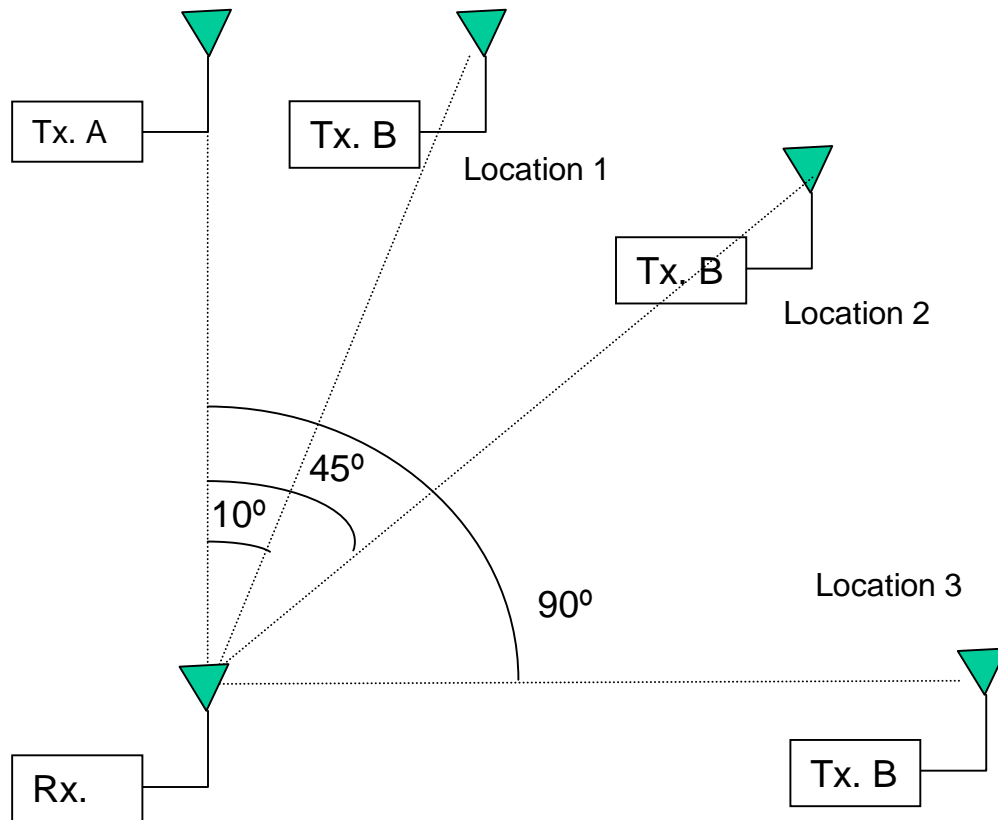 Tx. A
Tx. B
Location 1
Tx. B
Location 2
45º
10º
90º
Location 3
Rx.
Tx. B